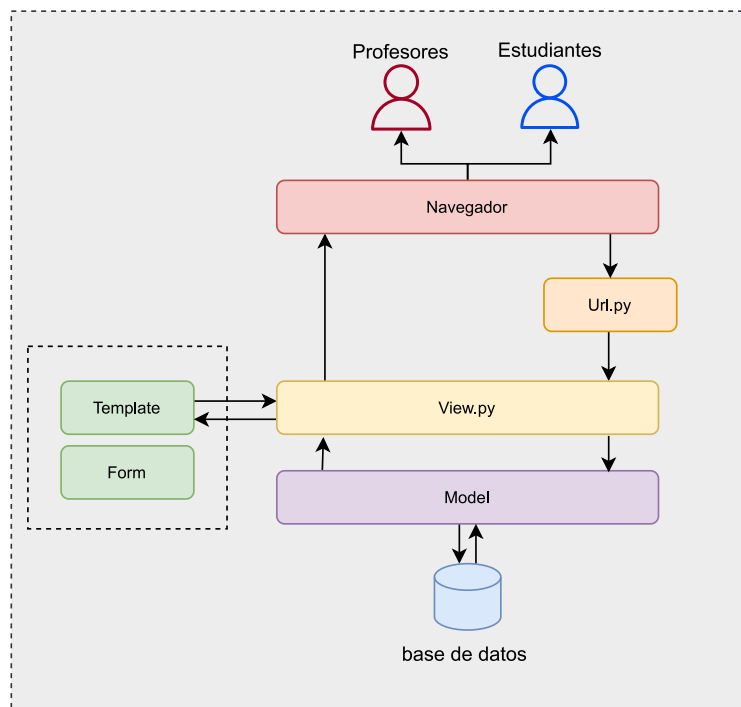 Profesores
Estudiantes
Navegador
Url.py
Template
View.py
Form
Model
base de datos